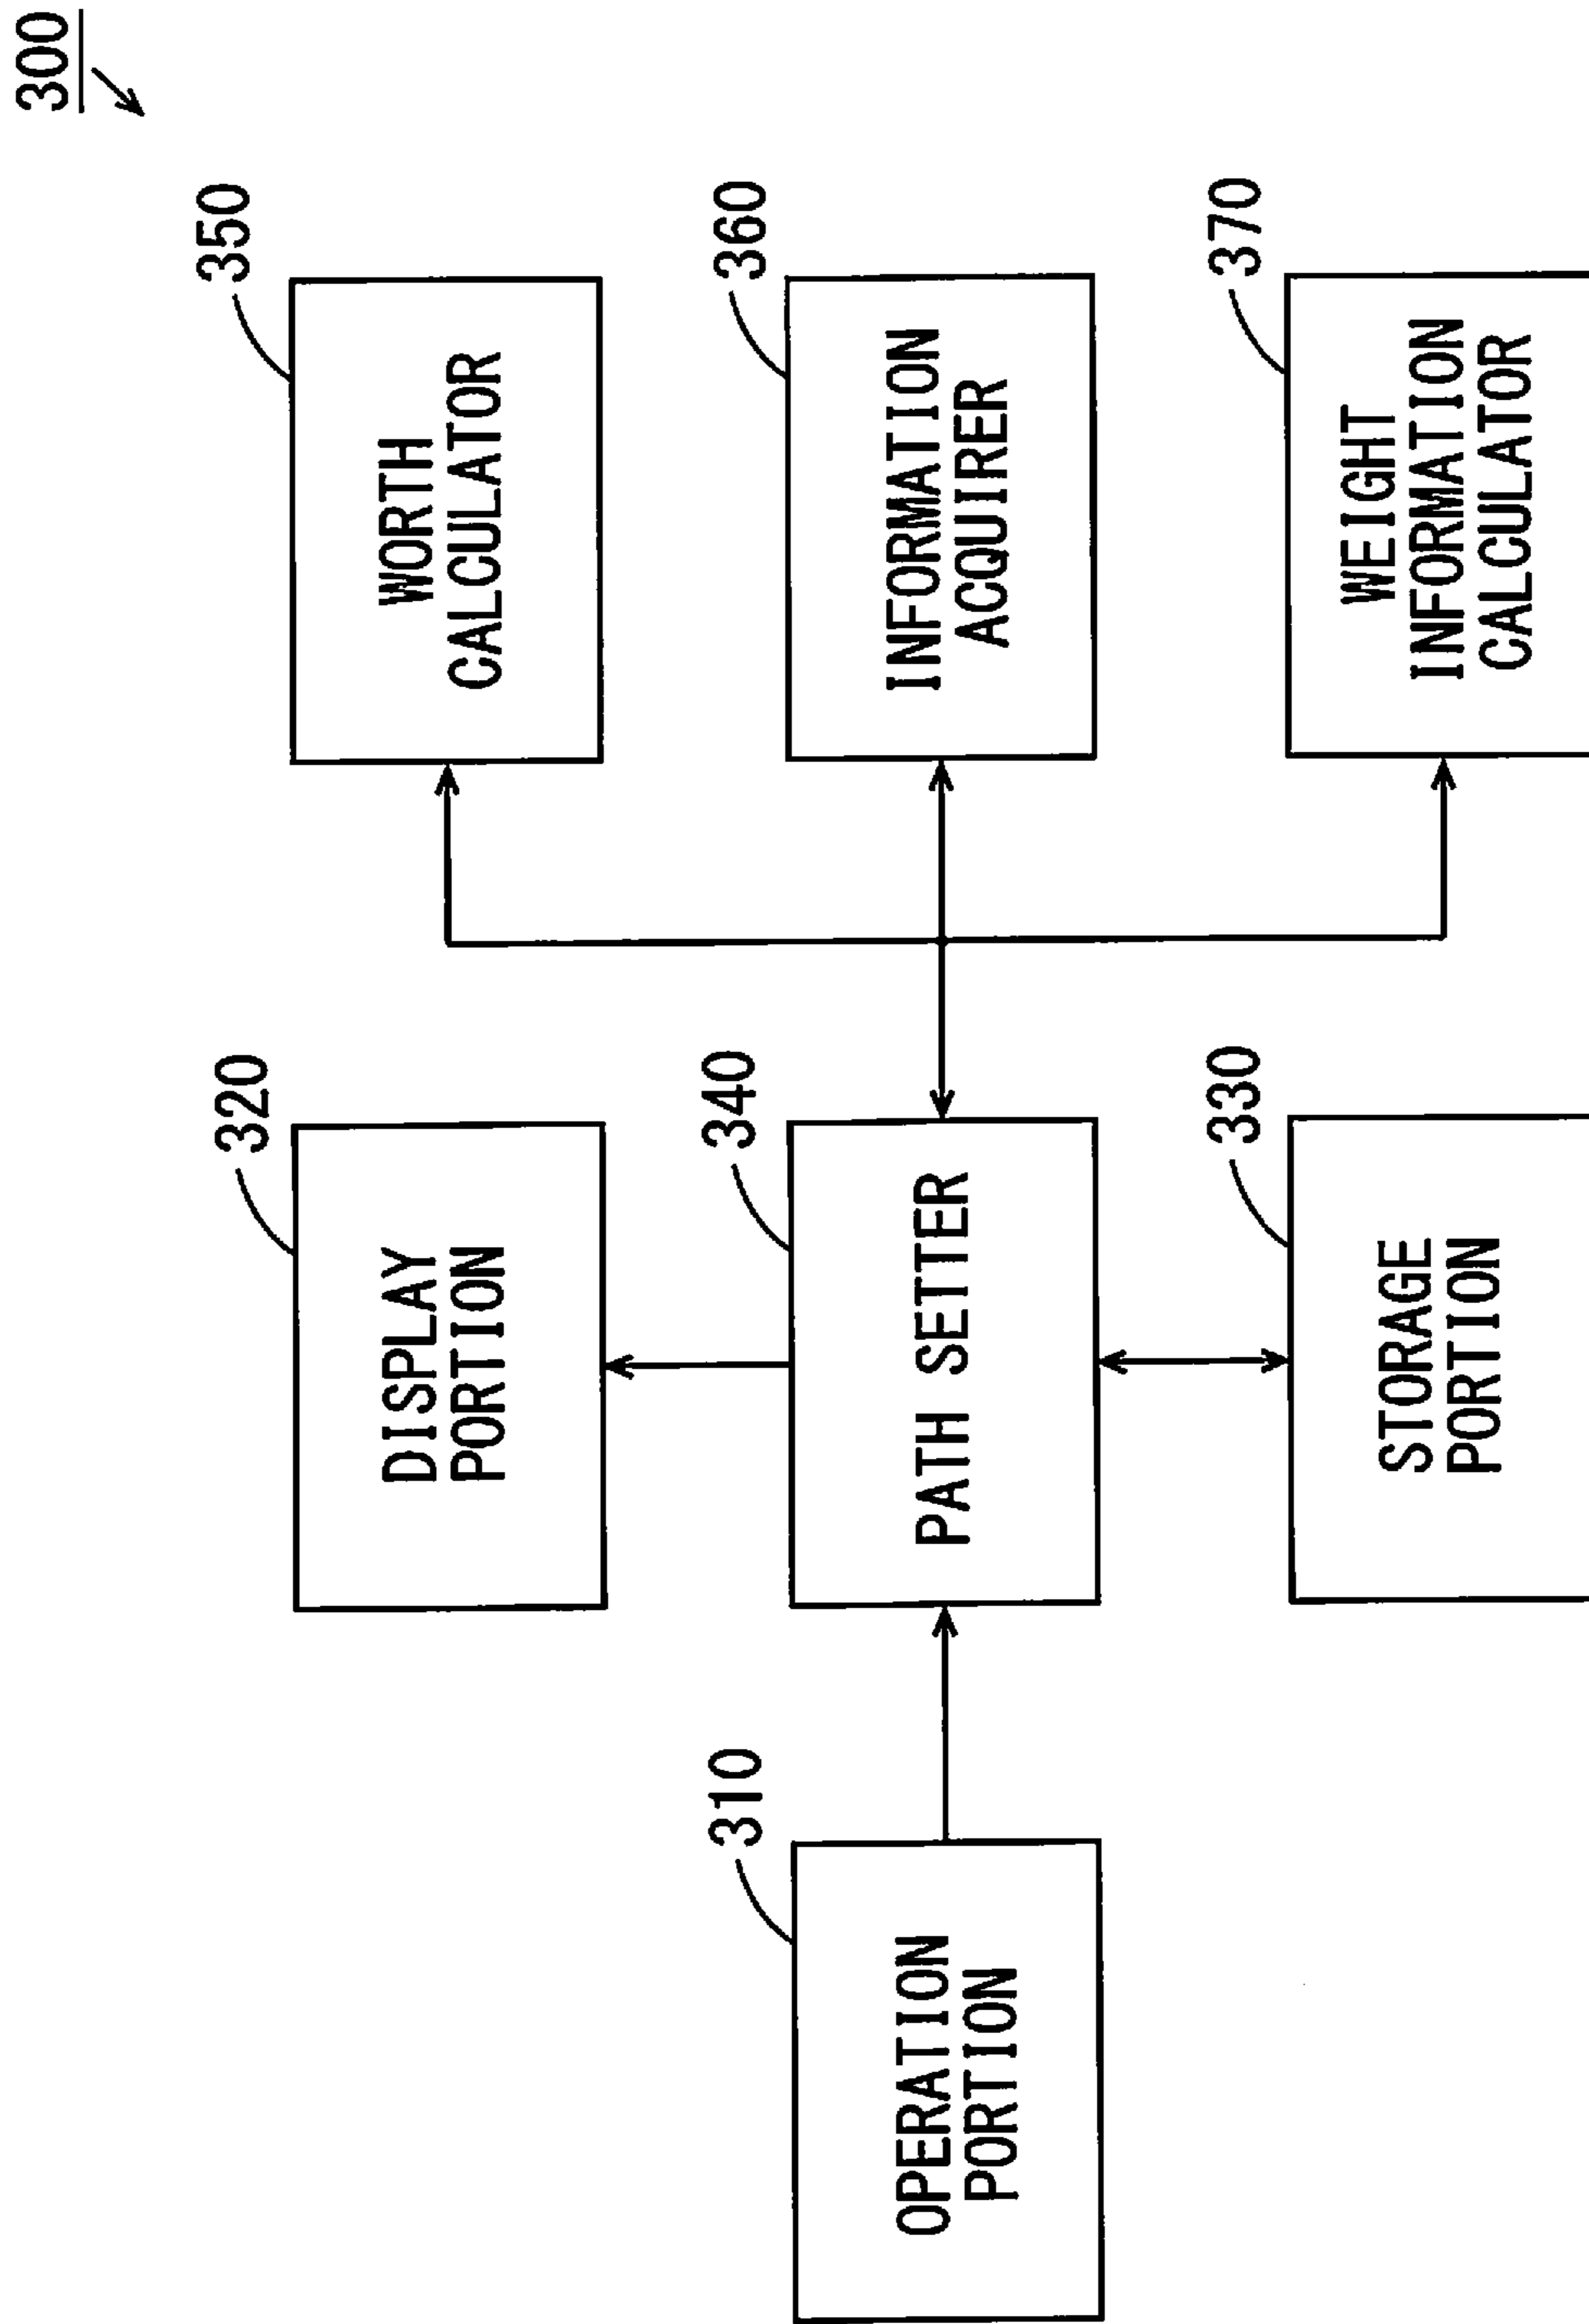 300
350
WORTH
CALCULATOR
360
INFORMATION
ACQUIRER
370
WEIGHT
INFORMATION
CALCULATOR
320
DISPLAY
PORTION
340
PATH SETTER
330
STORAGE
PORTION
310
OPERATION
PORTION